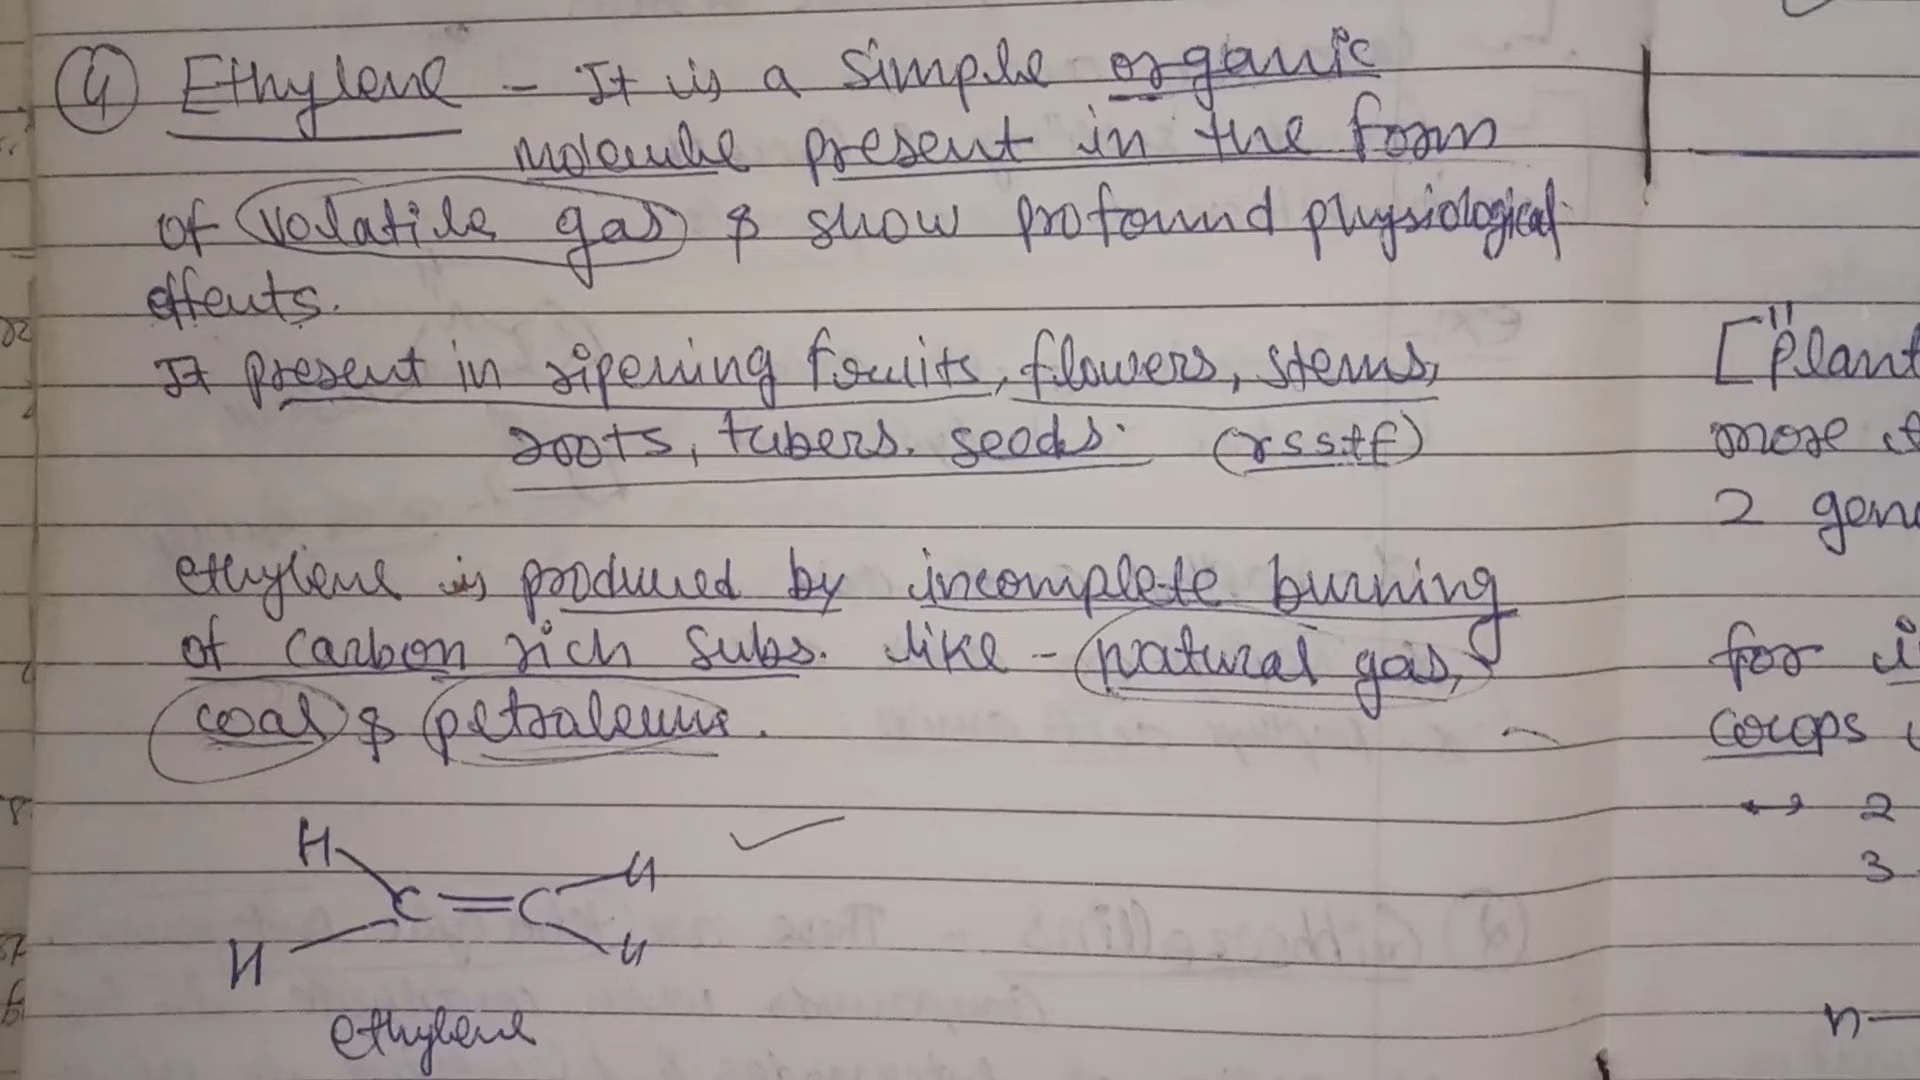 4 Ethylene - It is a simple organic
molecule present in the form
of volatile gas & show profound physiological
effects.
It present in ripening fruits, flowers, stems,
roots, tubers. seeds. (rsstf)
ethylene is produced by incomplete burning
of carbon rich subs. like - natural gas,
coal & petroleum.
H H
C = C
H H
ethylene
["Plant
more
2 gen
for
corops
→ 2
3
n-